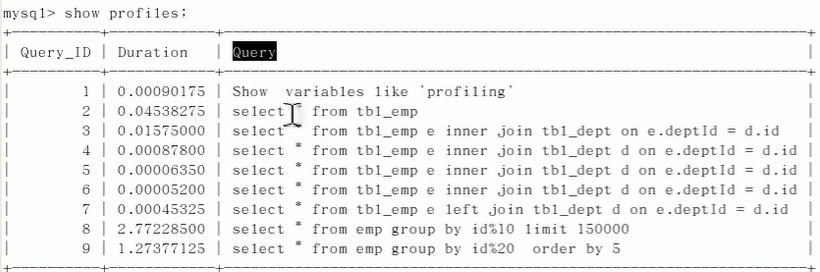 mysql> show profiles;
| Query_ID | Duration | Query |
| 1 | 0.00090175 | Show  variables like 'profiling' |
| 2 | 0.04538275 | select * from tbl_emp |
| 3 | 0.01575000 | select * from tbl_emp e inner join tbl_dept on e.deptId = d.id |
| 4 | 0.00087800 | select * from tbl_emp e inner join tbl_dept d on e.deptId = d.id |
| 5 | 0.00006350 | select * from tbl_emp e inner join tbl_dept d on e.deptId = d.id |
| 6 | 0.00005200 | select * from tbl_emp e inner join tbl_dept d on e.deptId = d.id |
| 7 | 0.00045325 | select * from tbl_emp e left join tbl_dept d on e.deptId = d.id |
| 8 | 2.77228500 | select * from emp group by id%10 limit 150000 |
| 9 | 1.27377125 | select * from emp group by id%20  order by 5 |